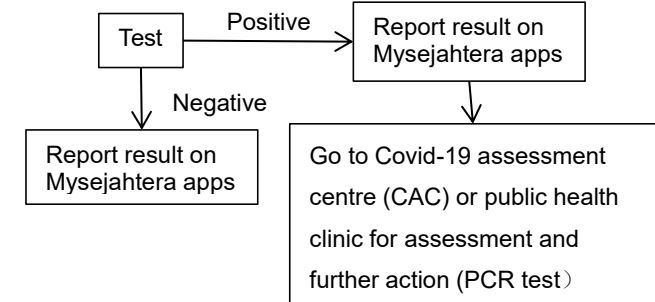 Test
Positive
Report result on
Mysejahtera apps
Negative
Report result on
Mysejahtera apps
Go to Covid-19 assessment
centre (CAC) or public health
clinic for assessment and
further action (PCR test）